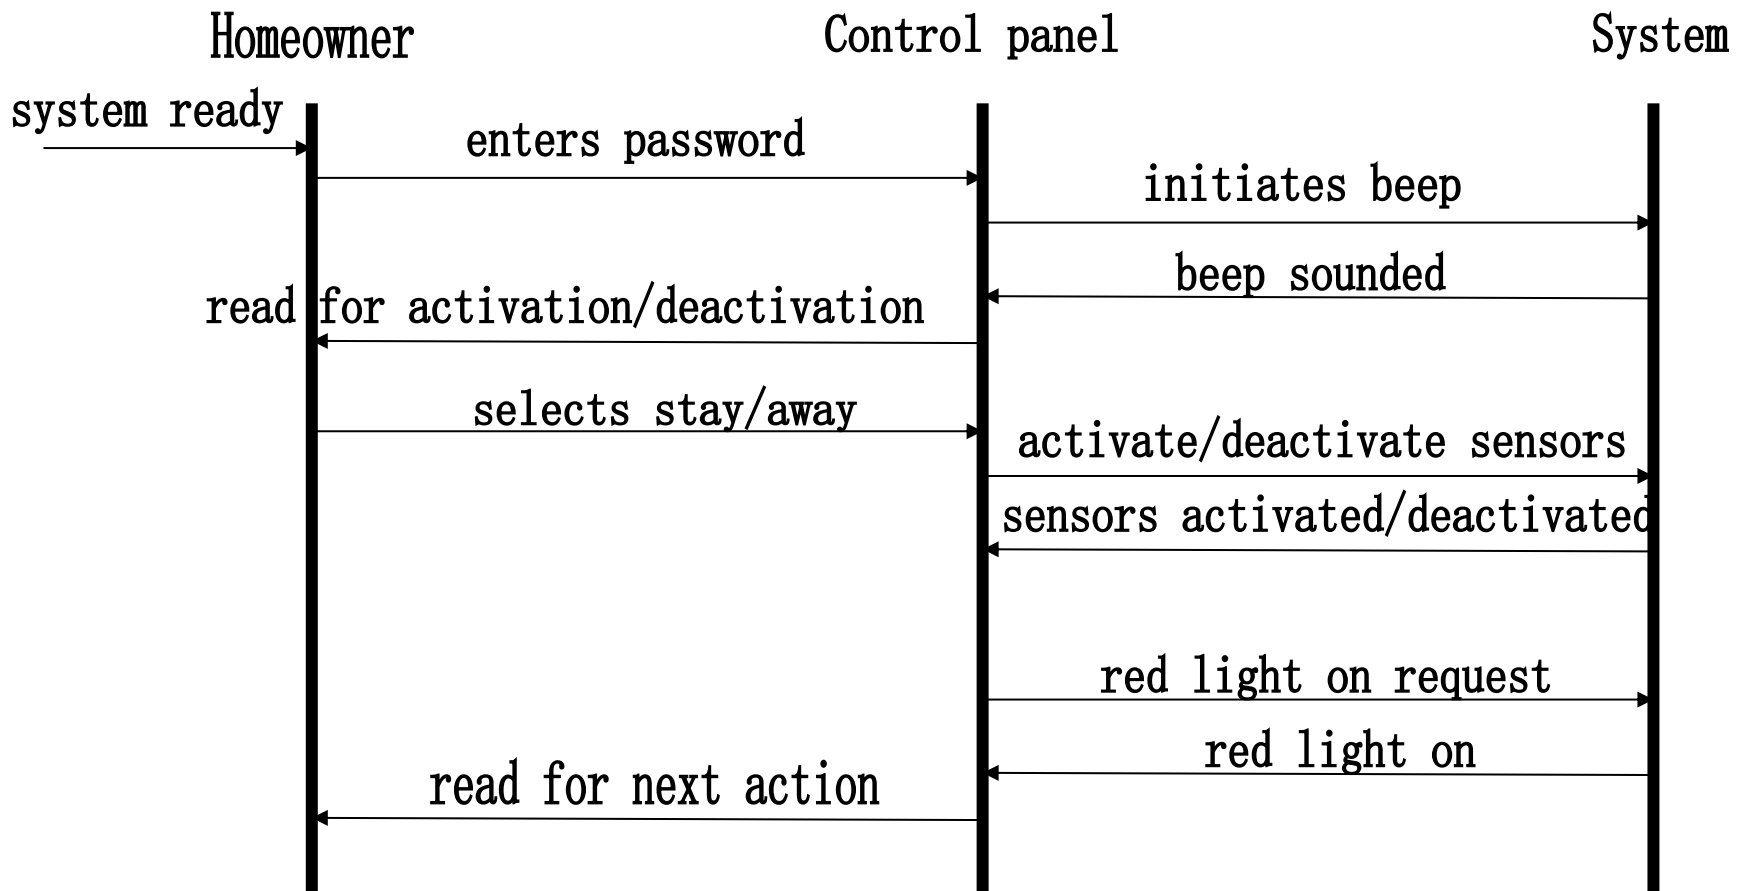 Homeowner
Control panel
System
system ready
enters password
initiates beep
beep sounded
read for activation/deactivation
selects stay/away
activate/deactivate sensors
sensors activated/deactivated
red light on request
red light on
read for next action